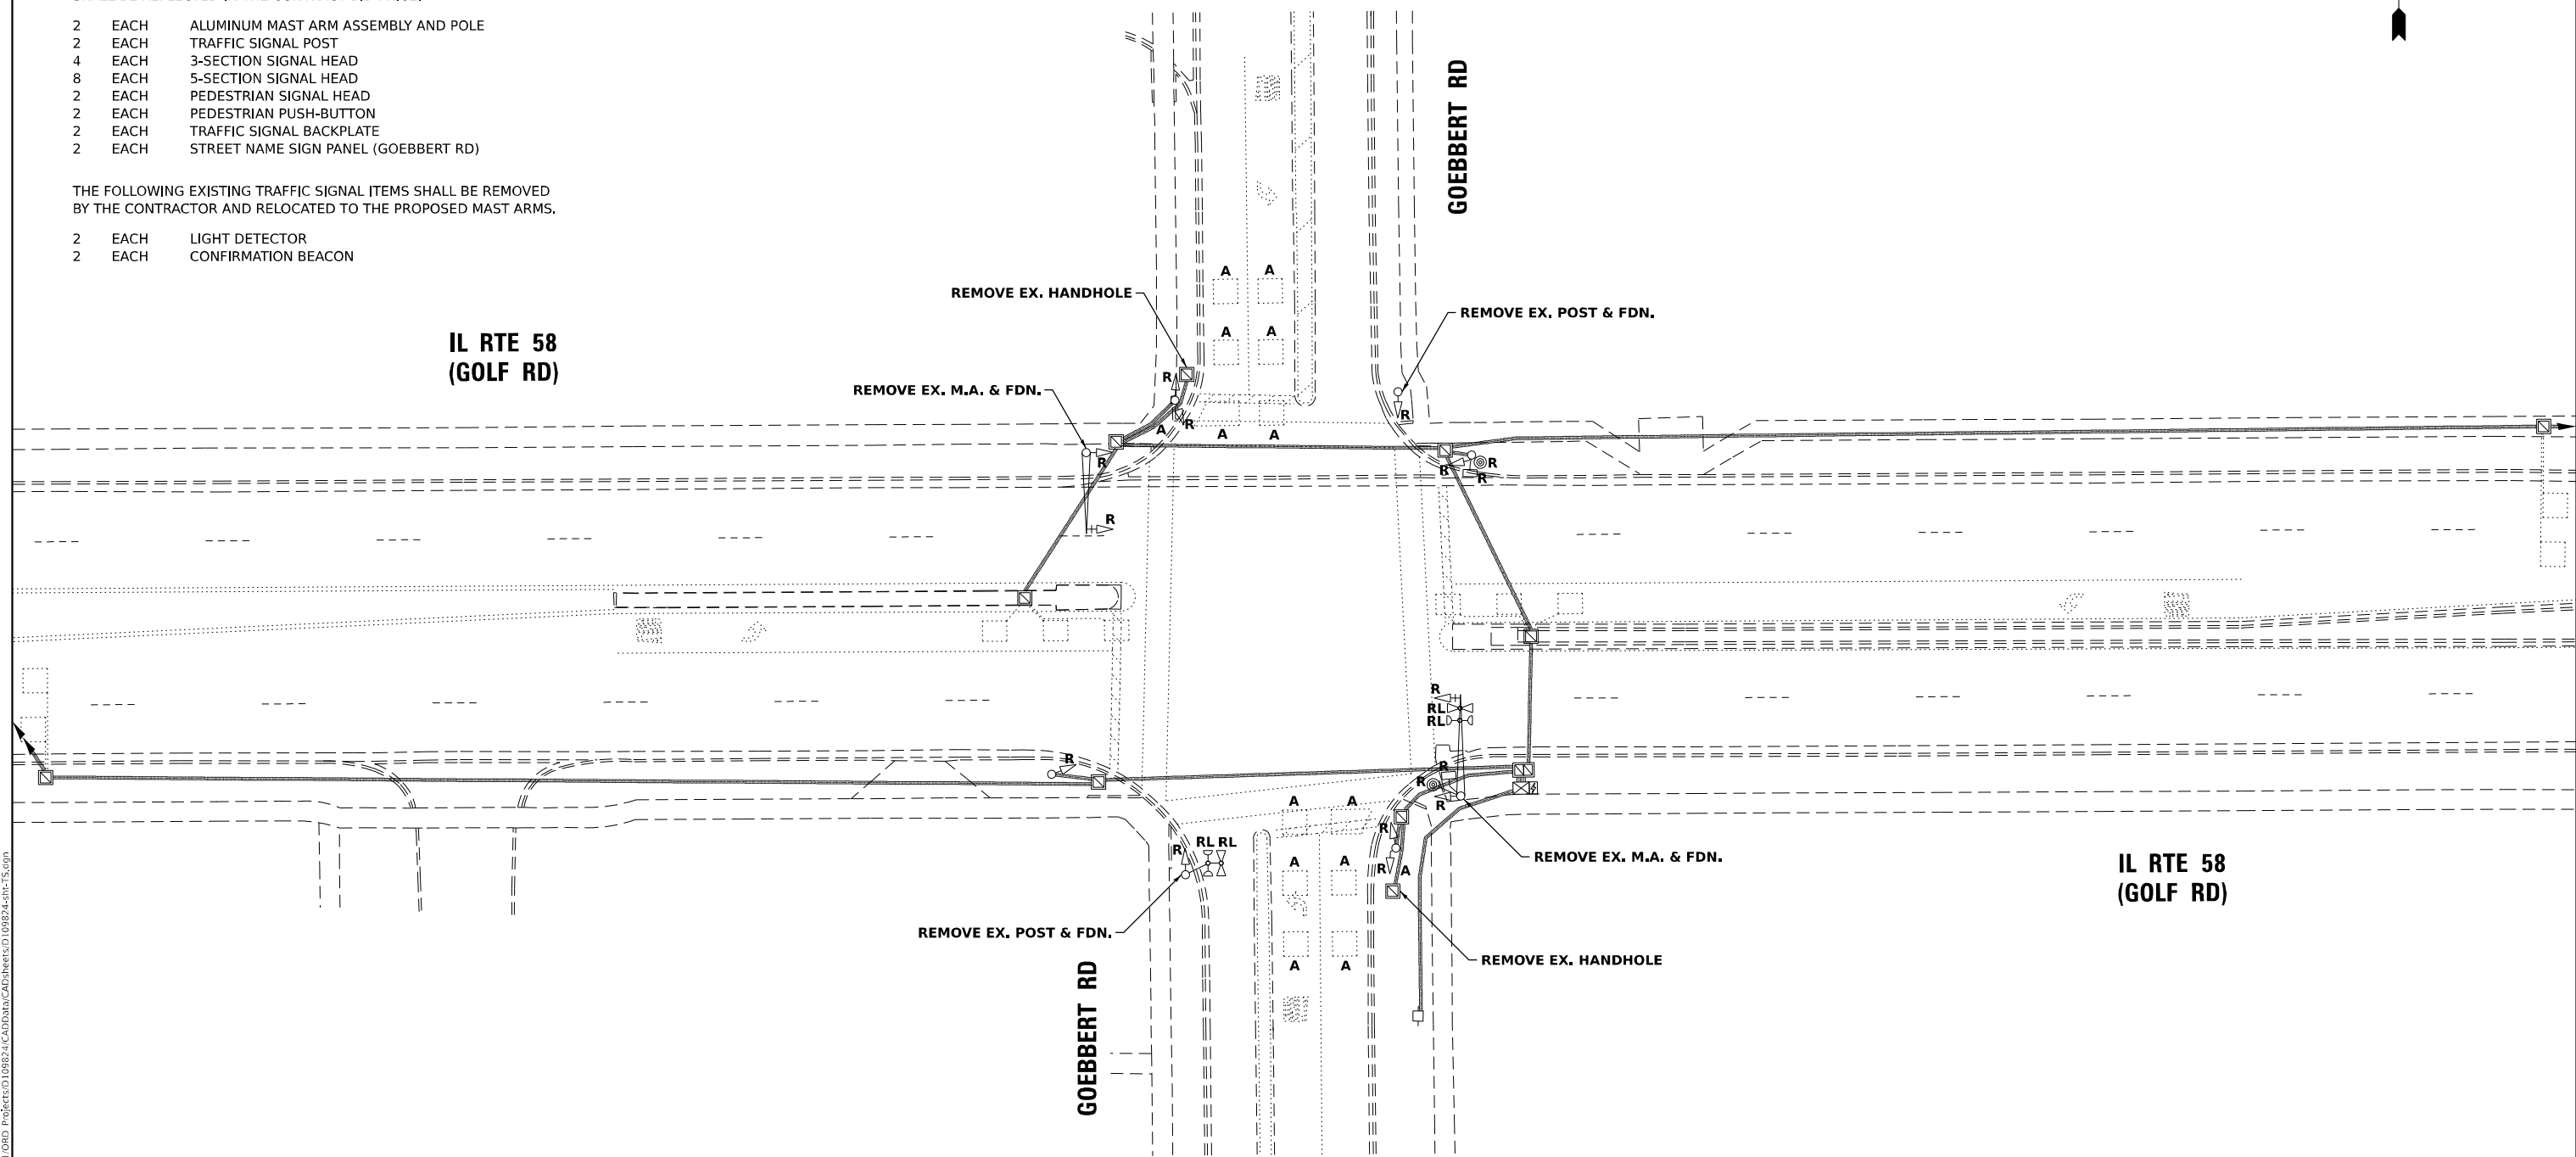 2 EACH ALUMINUM MAST ARM ASSEMBLY AND POLE
2 EACH TRAFFIC SIGNAL POST
4 EACH 3-SECTION SIGNAL HEAD
8 EACH 5-SECTION SIGNAL HEAD
2 EACH PEDESTRIAN SIGNAL HEAD
2 EACH PEDESTRIAN PUSH-BUTTON
2 EACH TRAFFIC SIGNAL BACKPLATE
2 EACH STREET NAME SIGN PANEL (GOEBBERT RD)
THE FOLLOWING EXISTING TRAFFIC SIGNAL ITEMS SHALL BE REMOVED
BY THE CONTRACTOR AND RELOCATED TO THE PROPOSED MAST ARMS.
2 EACH LIGHT DETECTOR
2 EACH CONFIRMATION BEACON
GOEBBERT RD
A A
REMOVE EX. HANDHOLE
REMOVE EX. POST & FDN.
A A
IL RTE 58
(GOLF RD)
R
REMOVE EX. M.A. & FDN.
R
R
A
A
A
R
R
R
R
R
R
RL
RL
R
R
R
R
A A
R
R
RL RL
A A
R
A
REMOVE EX. M.A. & FDN.
IL RTE 58
(GOLF RD)
REMOVE EX. POST & FDN.
REMOVE EX. HANDHOLE
A A
GOEBBERT RD